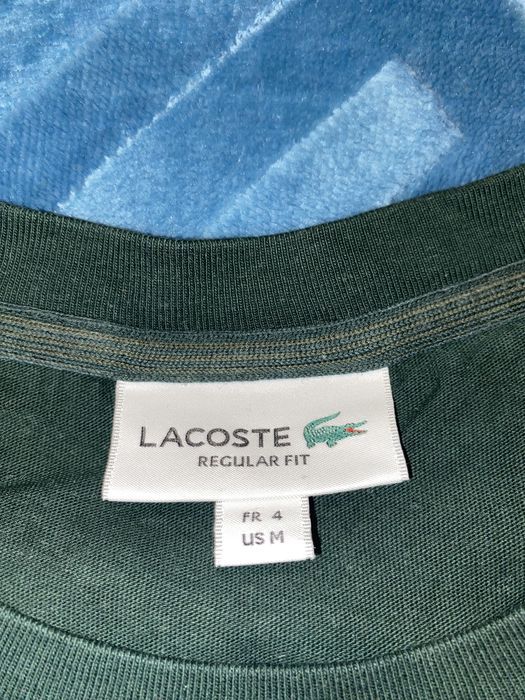 LACOSTE
REGULAR FIT
FR 4
US M